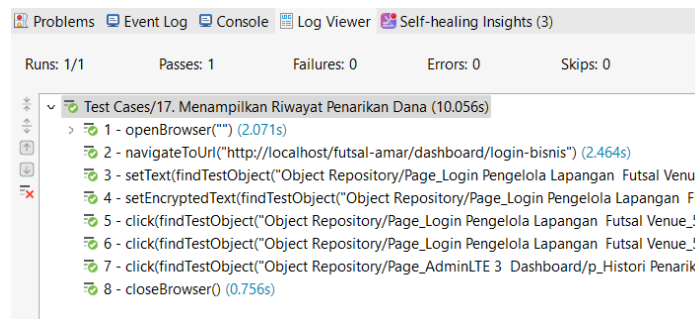 Problems Event Log Console Log Viewer Self-healing Insights (3)
Runs: 1/1 Passes: 1 Failures: 0 Errors: 0 Skips: 0
Test Cases/17. Menampilkan Riwayat Penarikan Dana (10.056s)
1 - openBrowser("") (2.071s)
2 - navigateToUrl("http://localhost/futsal-amar/dashboard/login-bisnis") (2.464s)
3 - setText(findTestObject("Object Repository/Page_Login Pengelola Lapangan  Futsal Venu
4 - setEncryptedText(findTestObject("Object Repository/Page_Login Pengelola Lapangan  F
5 - click(findTestObject("Object Repository/Page_Login Pengelola Lapangan  Futsal Venue_
6 - click(findTestObject("Object Repository/Page_Login Pengelola Lapangan  Futsal Venue_
7 - click(findTestObject("Object Repository/Page_AdminLTE 3  Dashboard/p_Histori Penarik
8 - closeBrowser() (0.756s)